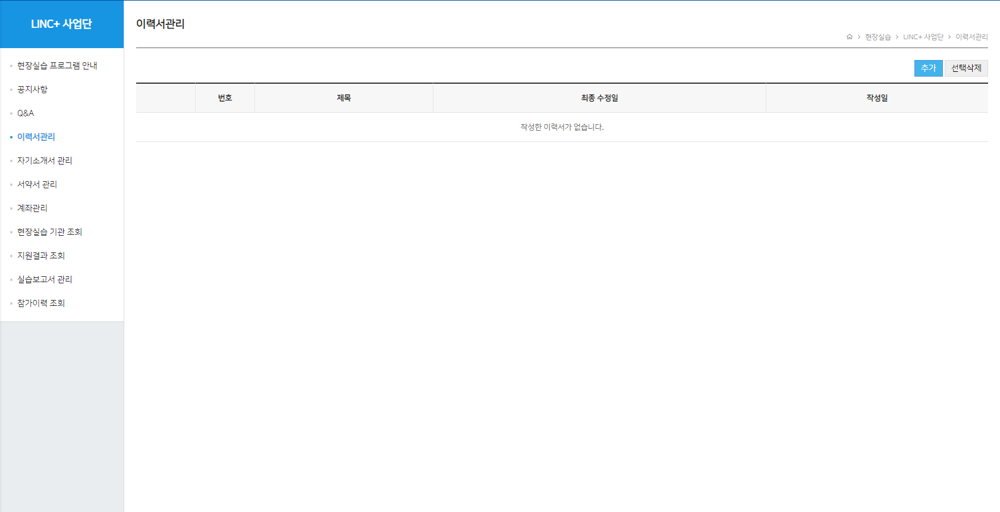 LINC+ 사업단
현장실습 프로그램 안내
공지사항
Q&A
이력서관리
자기소개서 관리
서약서 관리
계좌관리
현장실습 기관 조회
지원결과 조회
실습보고서 관리
참가이력 조회
이력서관리
현장실습 > LINC+ 사업단 > 이력서관리
추가 선택삭제
번호 제목 최종 수정일 작성일
작성한 이력서가 없습니다.